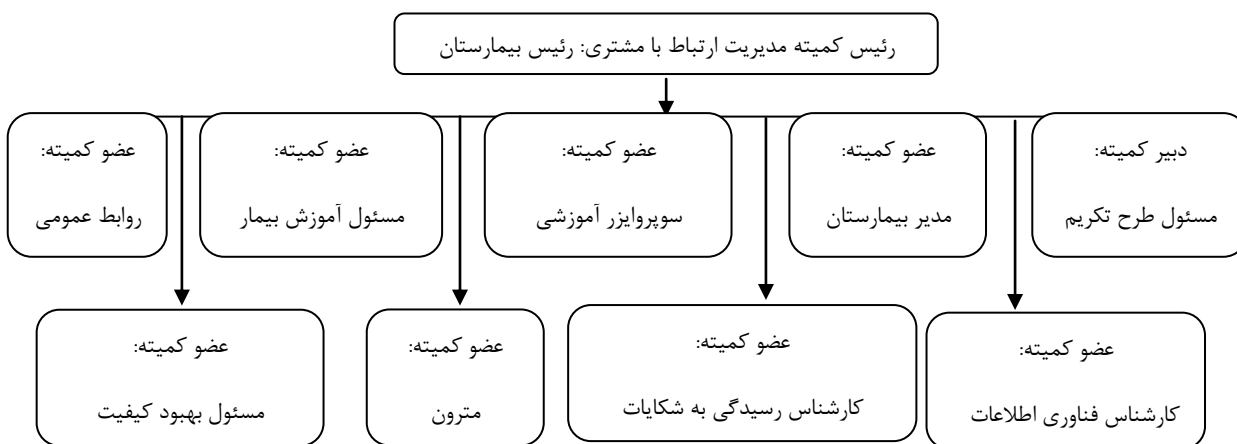 رئیس کمیته مدیریت ارتباط با مشتری: رئیس بیمارستان
دبیر کمیته:
مسئول طرح تکریم
عضو کمیته:
مدیر بیمارستان
عضو کمیته:
سوپروایزر آموزشی
عضو کمیته:
مسئول آموزش بیمار
عضو کمیته:
روابط عمومی
عضو کمیته:
کارشناس فناوری اطلاعات
عضو کمیته:
کارشناس رسیدگی به شکایات
عضو کمیته:
مترون
عضو کمیته:
مسئول بهبود کیفیت